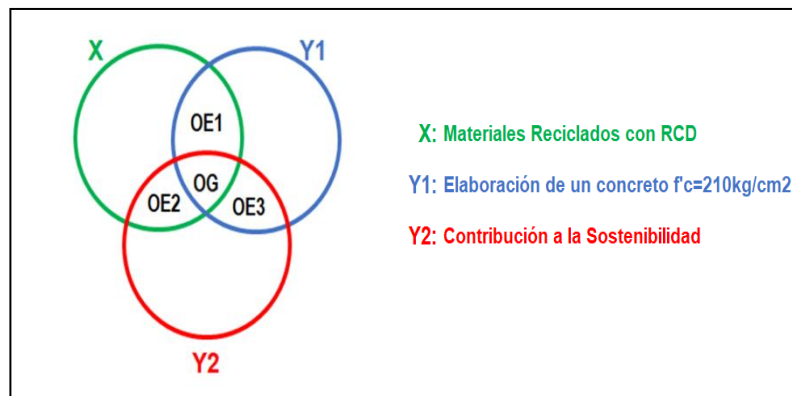 X
Y1
OE1
OG
OE2
OE3
Y2
X: Materiales Reciclados con RCD
Y1: Elaboración de un concreto f'c=210kg/cm2
Y2: Contribución a la Sostenibilidad